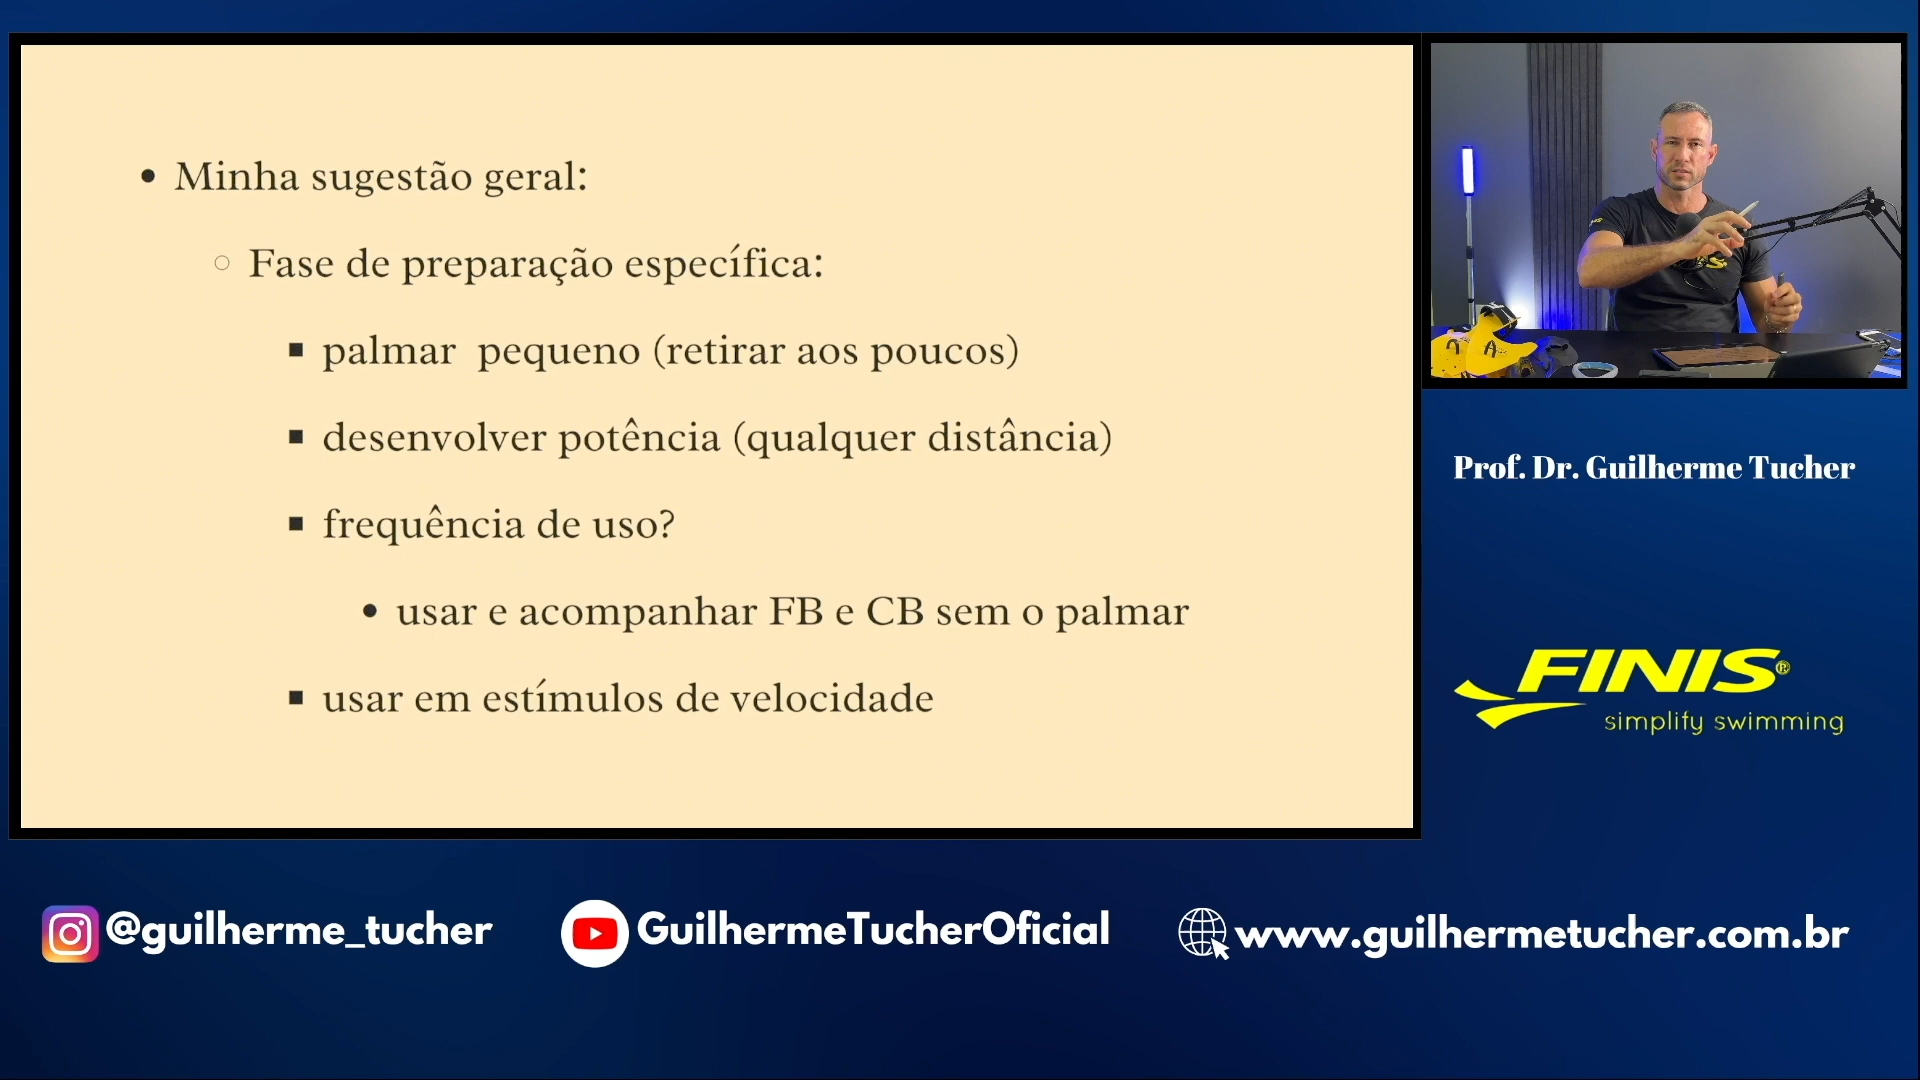 Minha sugestão geral:
Fase de preparação específica:
palmar pequeno (retirar aos poucos)
desenvolver potência (qualquer distância)
frequência de uso?
usar e acompanhar FB e CB sem o palmar
usar em estímulos de velocidade
Prof. Dr. Guilherme Tucher
FINIS®
simplify swimming
@guilherme_tucher
GuilhermeTucherOficial
www.guilhermetucher.com.br